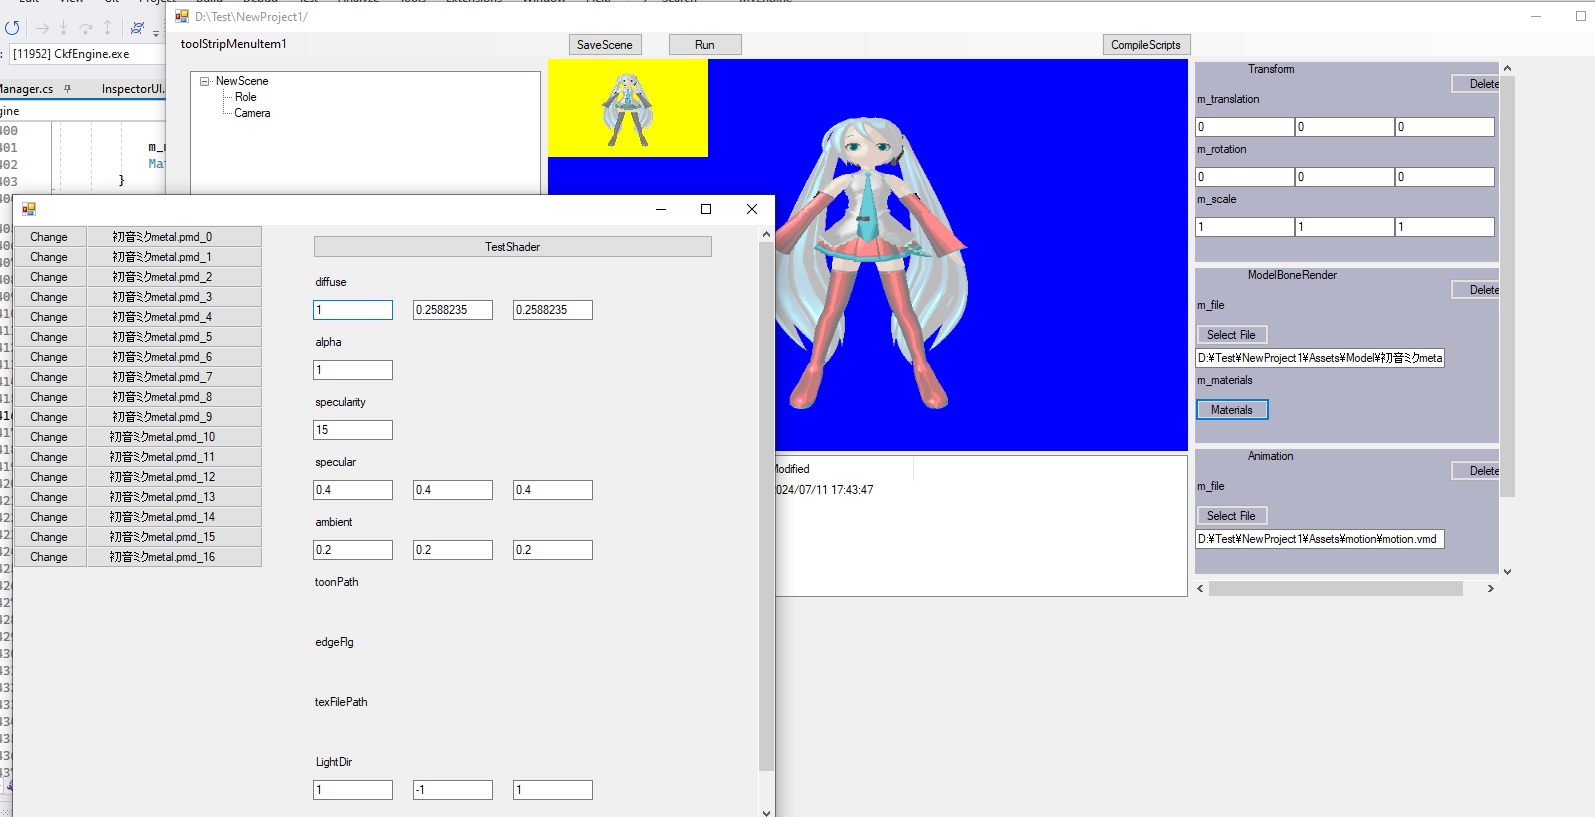 D:\Test\NewProject1/
toolStripMenuItem1
SaveScene
Run
CompileScripts
[11952] CkfEngine.exe
anager.cs
InspectorUI.
gine
400
401
402
403
m_
}
NewScene
Role
Camera
Transform
Delete
m_translation
0 0 0
m_rotation
0 0 0
m_scale
1 1 1
ModelBoneRender
Delete
m_file
Select File
D:¥Test¥NewProject1¥Assets¥Model¥初音ミクmeta
m_materials
Materials
Animation
Delete
m_file
Select File
D:¥Test¥NewProject1¥Assets¥motion¥motion.vmd
Modified
2024/07/11 17:43:47
Change 初音ミクmetal.pmd_0
Change 初音ミクmetal.pmd_1
Change 初音ミクmetal.pmd_2
Change 初音ミクmetal.pmd_3
Change 初音ミクmetal.pmd_4
Change 初音ミクmetal.pmd_5
Change 初音ミクmetal.pmd_6
Change 初音ミクmetal.pmd_7
Change 初音ミクmetal.pmd_8
Change 初音ミクmetal.pmd_9
Change 初音ミクmetal.pmd_10
Change 初音ミクmetal.pmd_11
Change 初音ミクmetal.pmd_12
Change 初音ミクmetal.pmd_13
Change 初音ミクmetal.pmd_14
Change 初音ミクmetal.pmd_15
Change 初音ミクmetal.pmd_16
TestShader
diffuse
1 0.2588235 0.2588235
alpha
1
specularity
15
specular
0.4 0.4 0.4
ambient
0.2 0.2 0.2
toonPath
edgeFlg
texFilePath
LightDir
1 -1 1